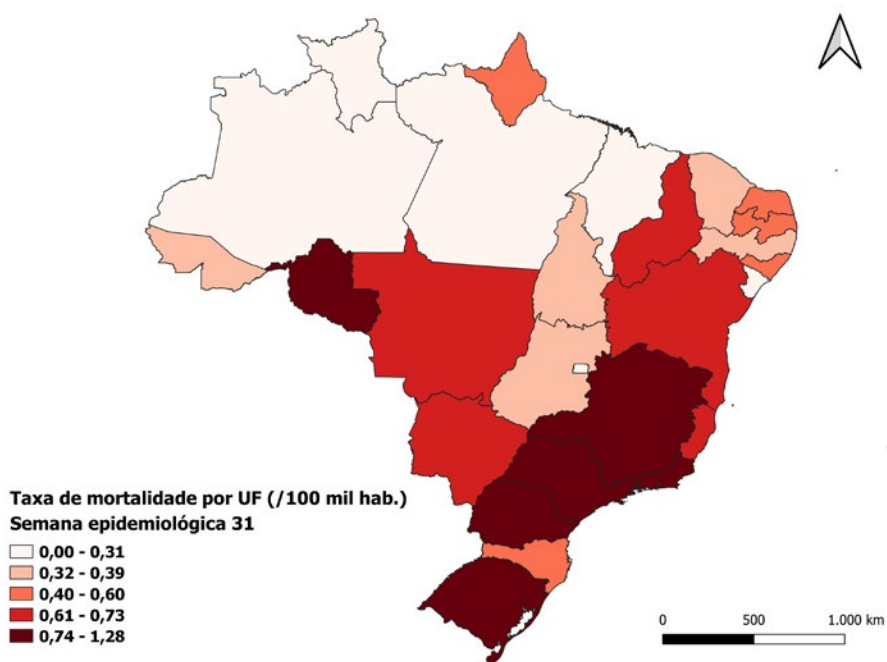 Taxa de mortalidade por UF (/100 mil hab.)
Semana epidemiológica 31
0,00 - 0,31
0,32 - 0,39
0,40 - 0,60
0,61 - 0,73
0,74 - 1,28
0 500 1.000 km